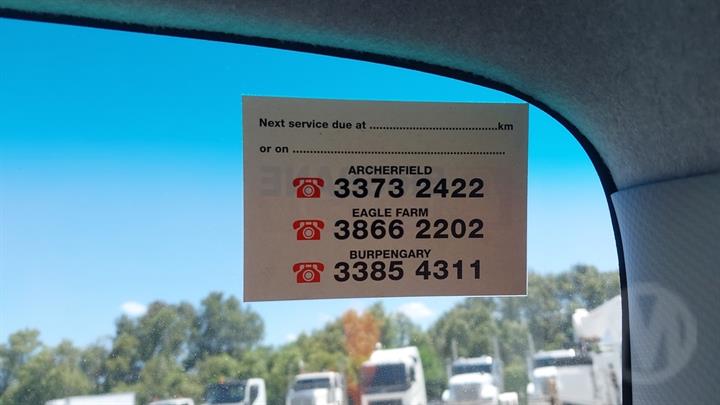 Next service due at ......................................km
or on ................................................................
ARCHERFIELD
3373 2422
EAGLE FARM
3866 2202
BURPENGARY
3385 4311